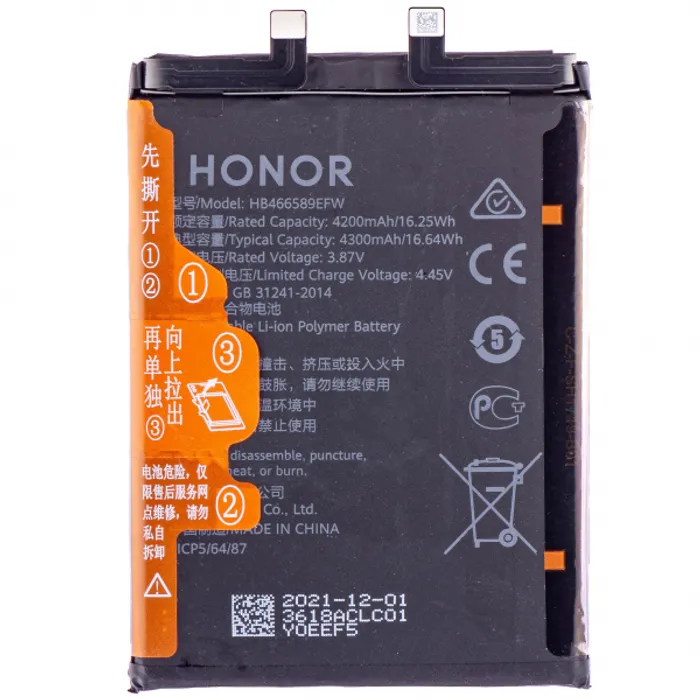 HONOR
型号/Model: HB466589EFW
额定容量/Rated Capacity: 4200mAh/16.25Wh
典型容量/Typical Capacity: 4300mAh/16.64Wh
电压/Rated Voltage: 3.87V
电压/Limited Charge Voltage: 4.45V
GB 31241-2014
合物电池
ble Li-ion Polymer Battery
撞击、挤压或投入火中
鼓胀，请勿继续使用
温环境中
禁止使用
disassemble, puncture,
heat, or burn.
公司
Co., Ltd.
中国制造/MADE IN CHINA
ICP5/64/87
先撕开①②
①
再单独③
向上拉出
③
电池危险，仅
限售后服务网
点维修，请勿
私自
拆卸
②
5
2021-12-01
3618ACLC01
Y0EEF5